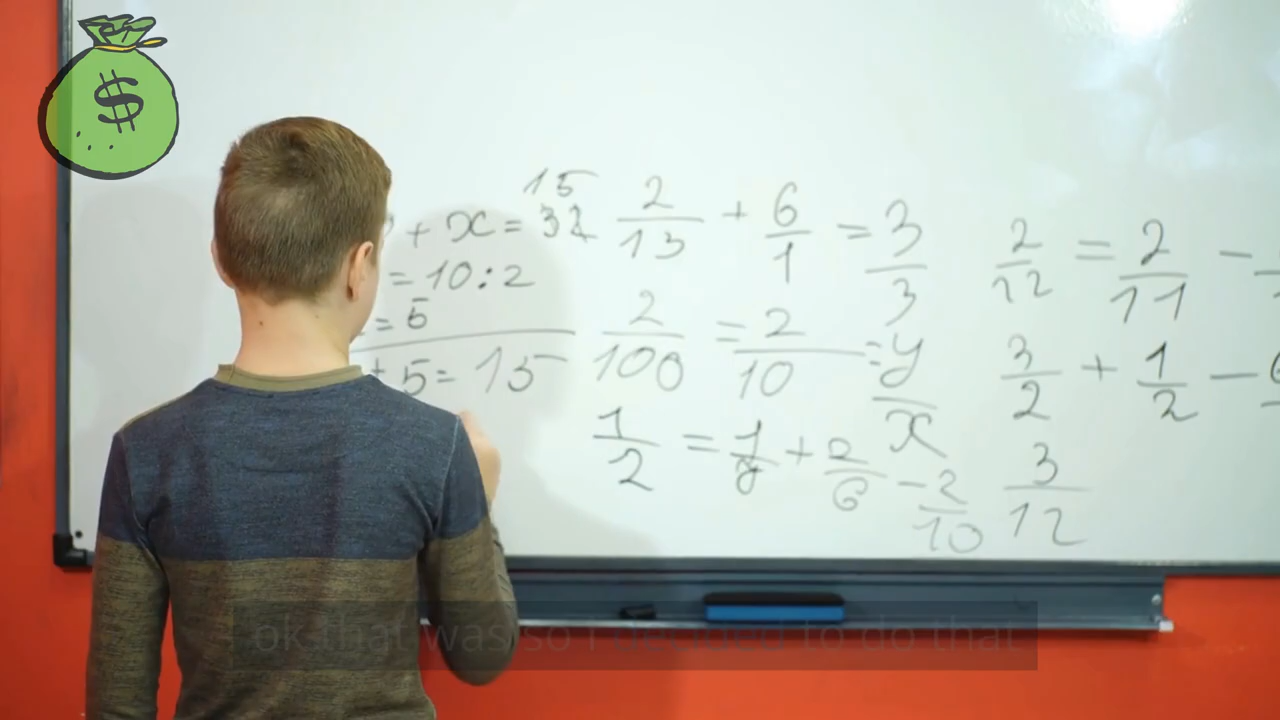 $
+ x = 15
32
= 10:2
= 5
+ 5 = 15
2/13 + 6/1 = 3/3
2/100 = 2/10 = y/x
1/2 = + 2/6 - 2/10
2/12 = 2/11 -
3/2 + 1/2 -
3/12
ok that was so i decided to do that